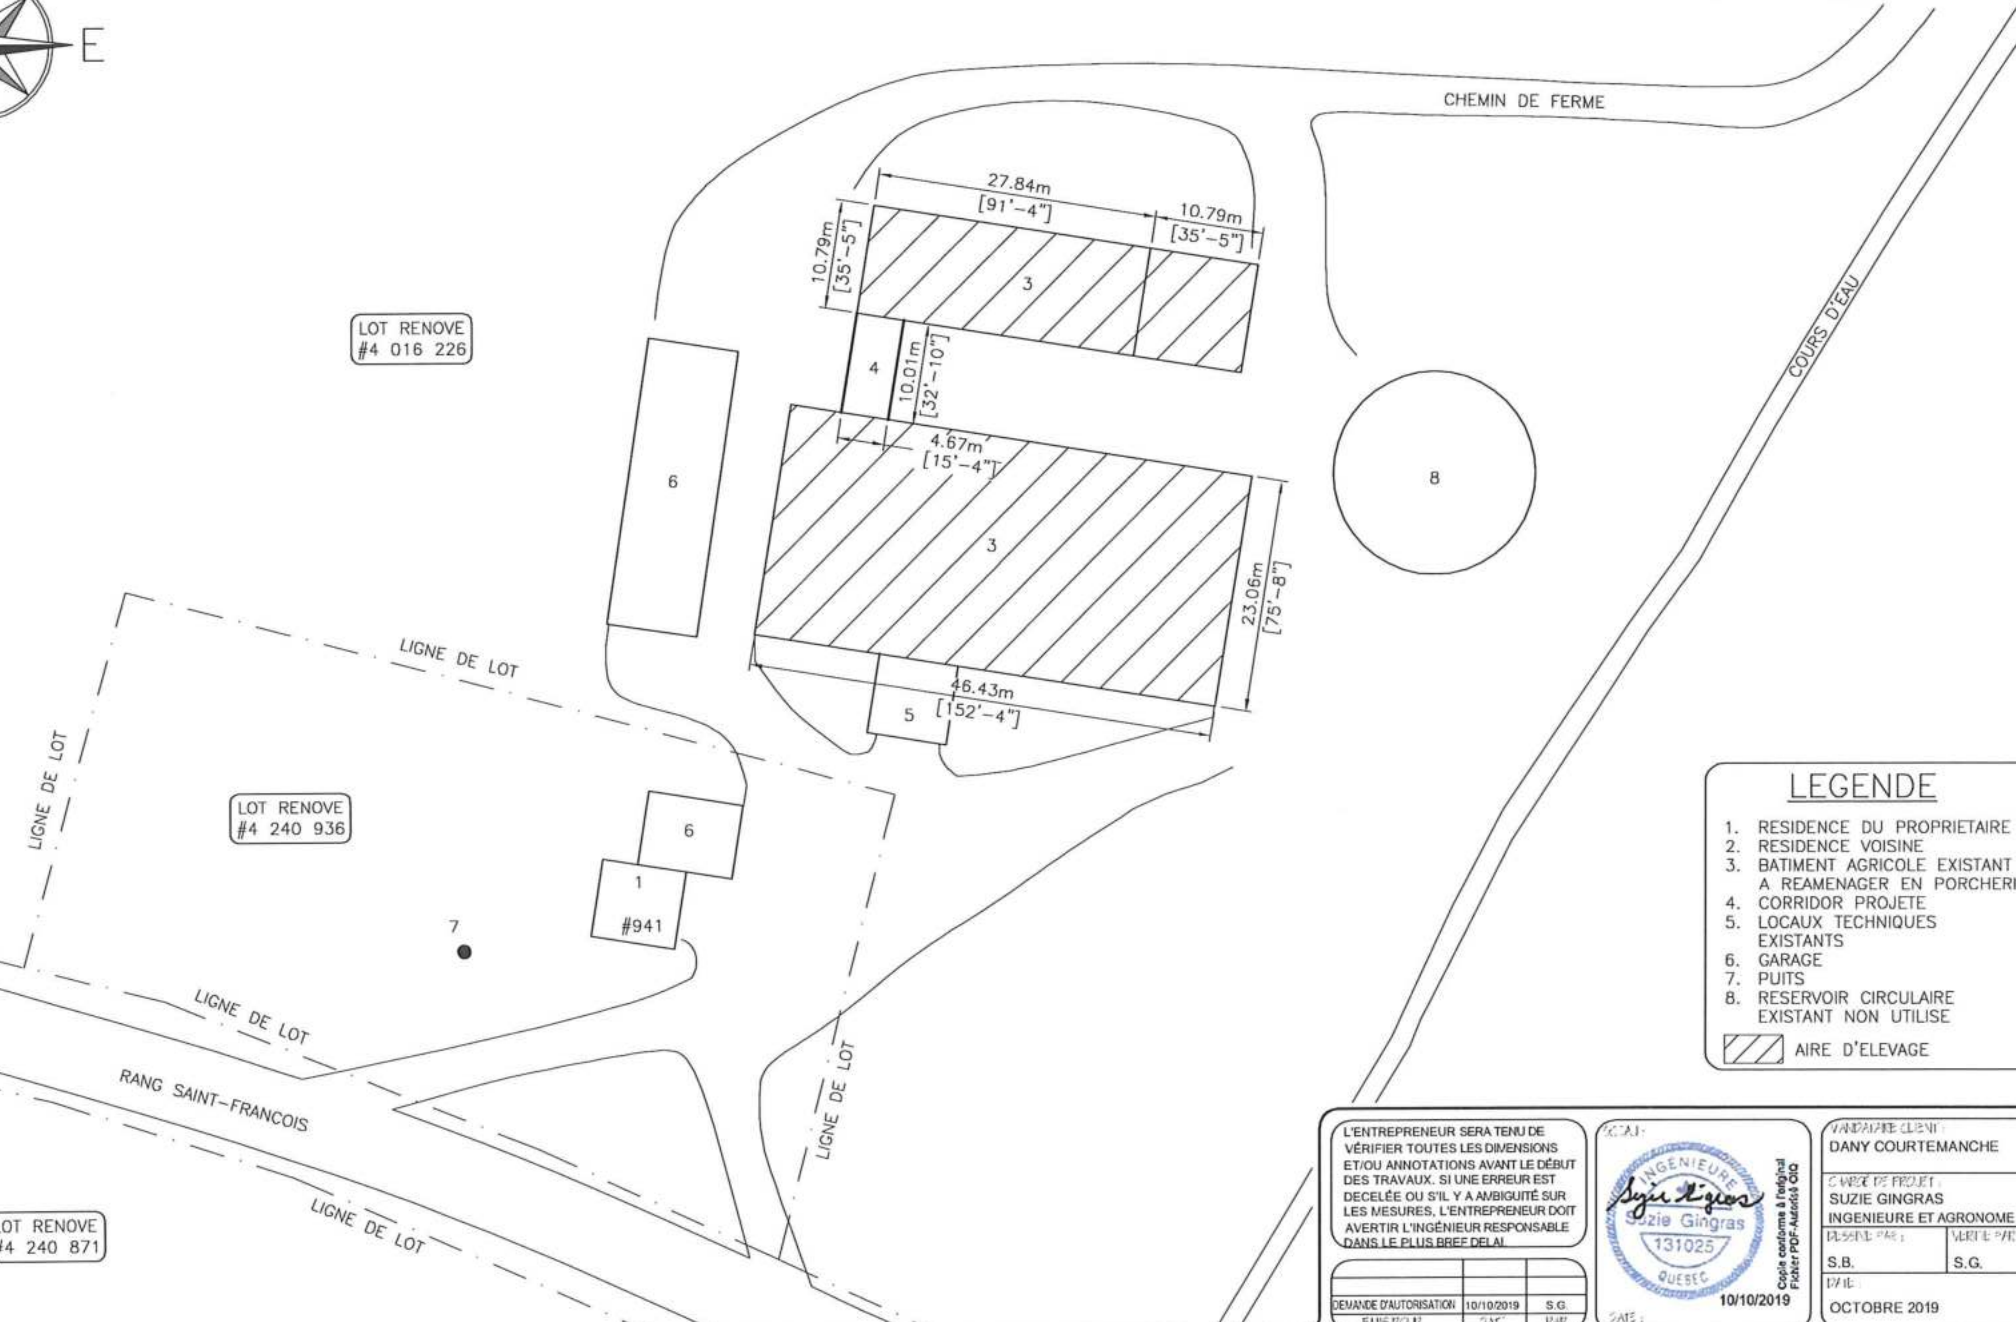 E
CHEMIN DE FERME
27.84m
[91'-4"]
10.79m
[35'-5"]
10.79m
[35'-5"]
3
COURS D'EAU
LOT RENOVE
#4 016 226
4
10.01m
[32'-10"]
4.67m
[15'-4"]
6
8
3
23.06m
[75'-8"]
LIGNE DE LOT
46.43m
[152'-4"]
5
LIGNE DE LOT
LOT RENOVE
#4 240 936
6
1
#941
7
LIGNE DE LOT
LIGNE DE LOT
RANG SAINT-FRANCOIS
LIGNE DE LOT
OT RENOVE
4 240 871
LEGENDE
1. RESIDENCE DU PROPRIETAIRE
2. RESIDENCE VOISINE
3. BATIMENT AGRICOLE EXISTANT
A REAMENAGER EN PORCHERI
4. CORRIDOR PROJETE
5. LOCAUX TECHNIQUES
EXISTANTS
6. GARAGE
7. PUITS
8. RESERVOIR CIRCULAIRE
EXISTANT NON UTILISE
AIRE D'ELEVAGE
L'ENTREPRENEUR SERA TENU DE
VÉRIFIER TOUTES LES DIMENSIONS
ET/OU ANNOTATIONS AVANT LE DÉBUT
DES TRAVAUX. SI UNE ERREUR EST
DECELÉE OU S'IL Y A AMBIGUITÉ SUR
LES MESURES, L'ENTREPRENEUR DOIT
AVERTIR L'INGÉNIEUR RESPONSABLE
DANS LE PLUS BREF DELAI.
DEMANDE D'AUTORISATION 10/10/2019 S.G.
INGENIEURE
Suzie Gingras
131025
QUEBEC
Copie conforme à l'original
Fichier PDF-Autorisé OIQ
10/10/2019
DATE :
DANY COURTEMANCHE
SUZIE GINGRAS
INGENIEURE ET AGRONOME
S.B. S.G.
OCTOBRE 2019